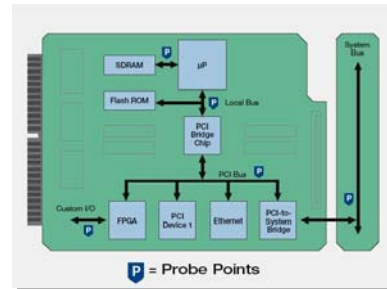 System
Bus
P
SDRAM
µP
P
Flash ROM
Local Bus
PCI
Bridge
Chip
P
PCI Bus
Custom I/O
P
FPGA
PCI
Device 1
Ethernet
PCI-to-
System
Bridge
P
P = Probe Points